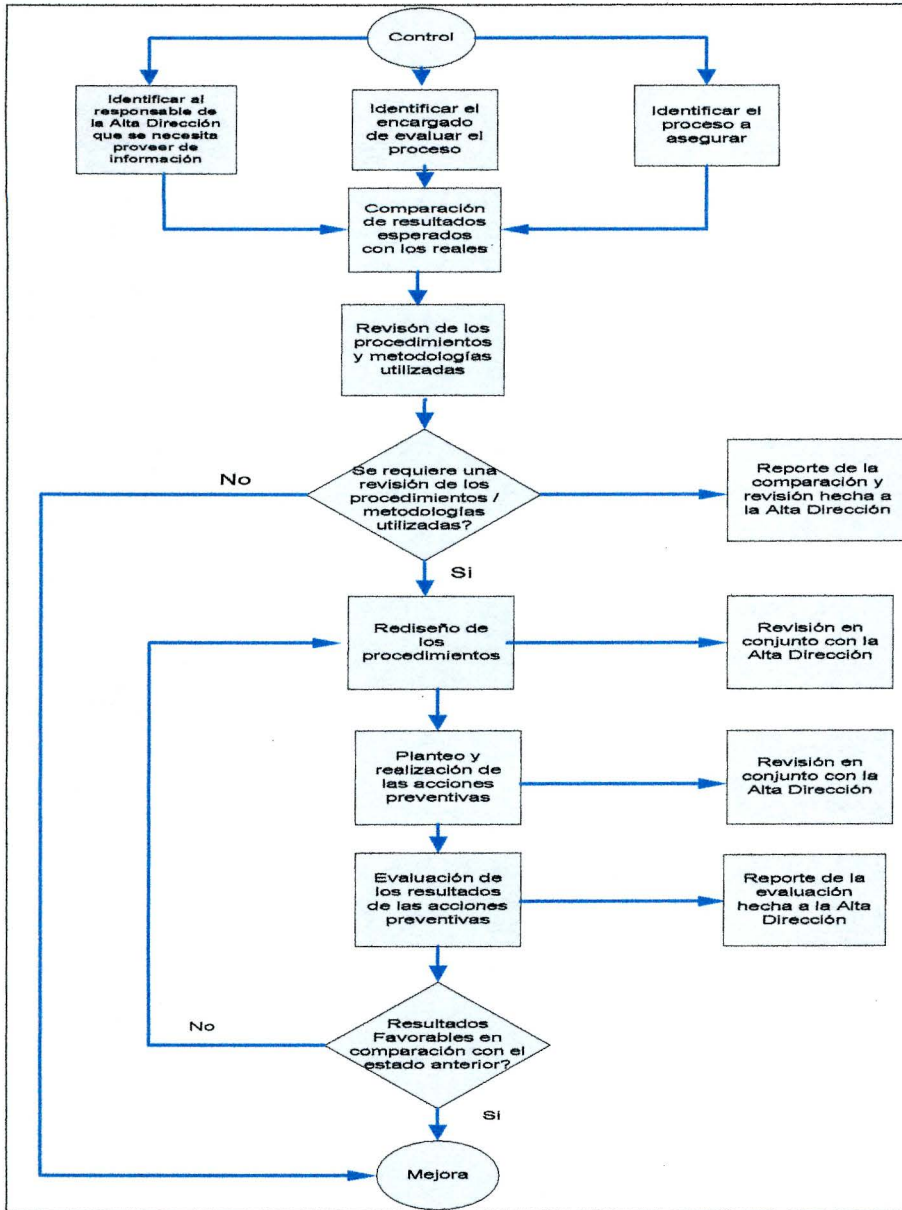 Control
Identificar al
responsable de
la Alta Dirección
que se necesita
proveer de
información
Identificar el
encargado
de evaluar el
proceso
Identificar el
proceso a
asegurar
Comparación
de resultados
esperados
con los reales
Revisón de los
procedimientos
y metodologías
utilizadas
Se requiere una
revisión de los
procedimientos /
metodologías
utilizadas?
No
Reporte de la
comparación y
revisión hecha a
la Alta Dirección
Si
Rediseño de
los
procedimientos
Revisión en
conjunto con la
Alta Dirección
Planteo y
realización de
las acciones
preventivas
Revisión en
conjunto con la
Alta Dirección
Evaluación de
los resultados
de las acciones
preventivas
Reporte de la
evaluación
hecha a la Alta
Dirección
No
Resultados
Favorables en
comparación con el
estado anterior?
Si
Mejora